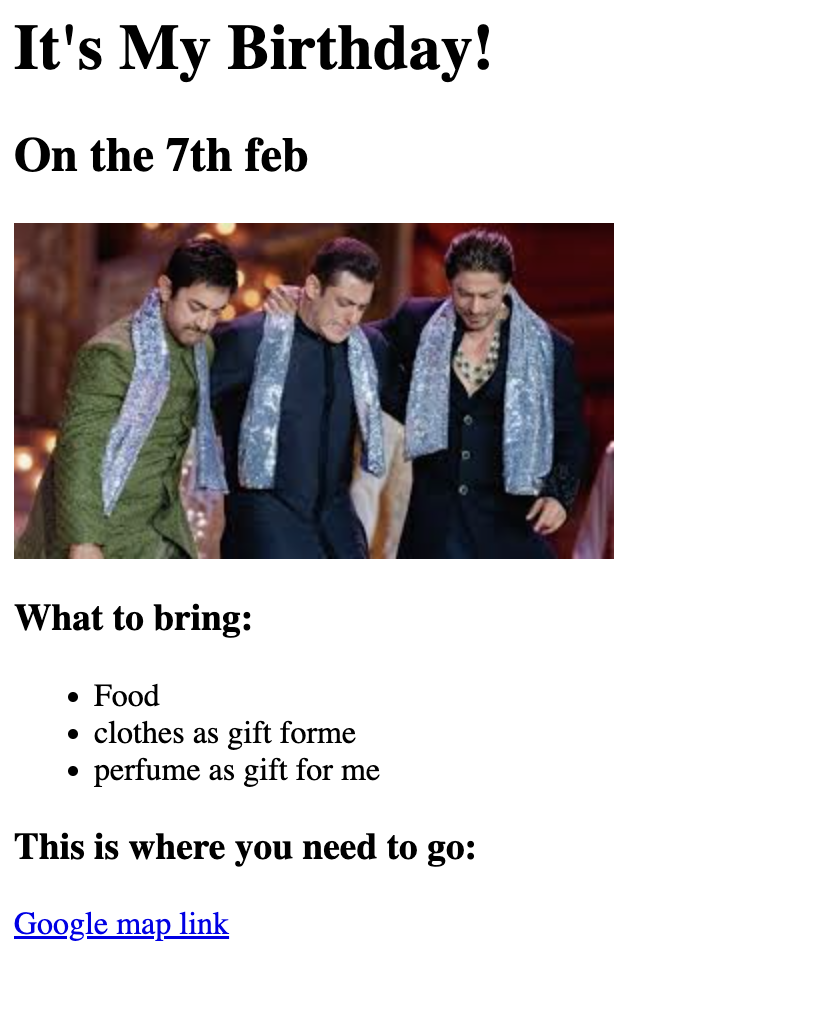 It's My Birthday!
On the 7th feb
What to bring:
Food
clothes as gift forme
perfume as gift for me
This is where you need to go:
Google map link